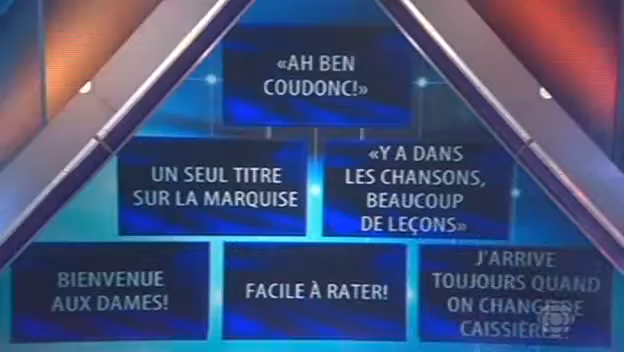 «AH BEN
COUDONC!»
UN SEUL TITRE
SUR LA MARQUISE
«Y A DANS
LES CHANSONS,
BEAUCOUP
DE LEÇONS»
BIENVENUE
AUX DAMES!
FACILE À RATER!
J'ARRIVE
TOUJOURS QUAND
ON CHANGE DE
CAISSIÈRE